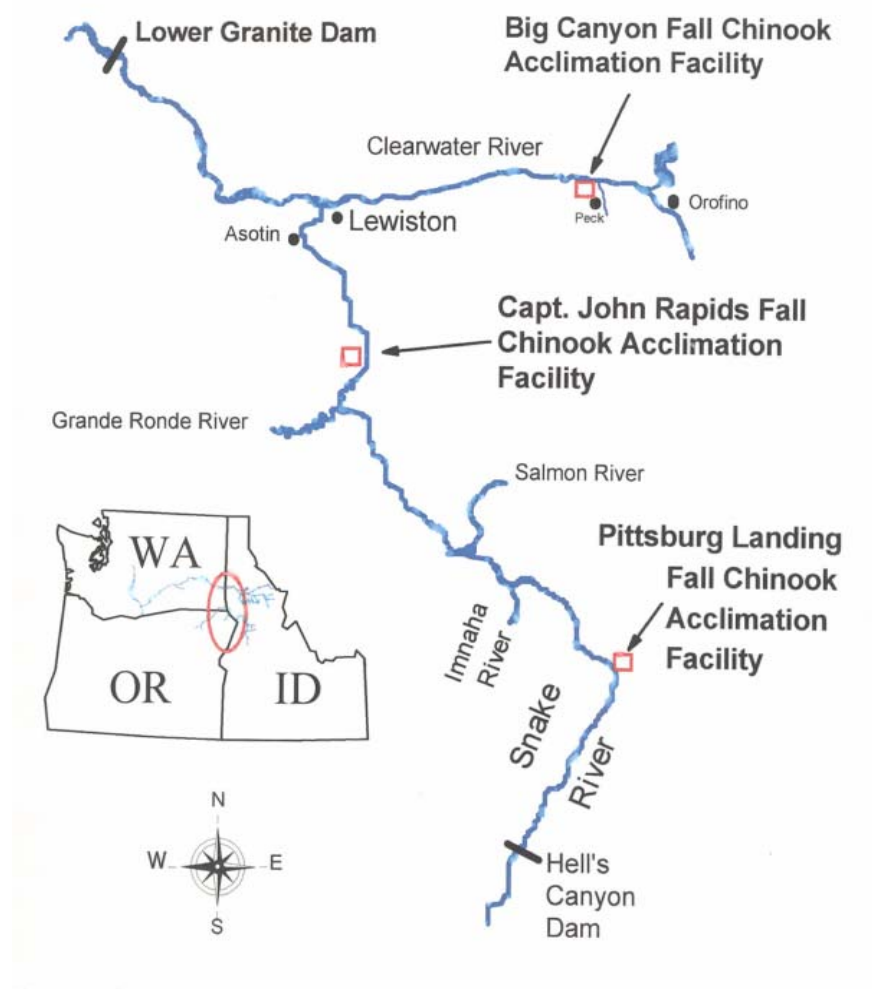 Lower Granite Dam
Big Canyon Fall Chinook
Acclimation Facility
Clearwater River
Peck
Orofino
Lewiston
Asotin
Capt. John Rapids Fall
Chinook Acclimation
Facility
Grande Ronde River
Salmon River
Pittsburg Landing
Fall Chinook
Acclimation
Facility
Imnaha
River
Snake
River
Hell's
Canyon
Dam
WA
OR
ID
N
W
E
S